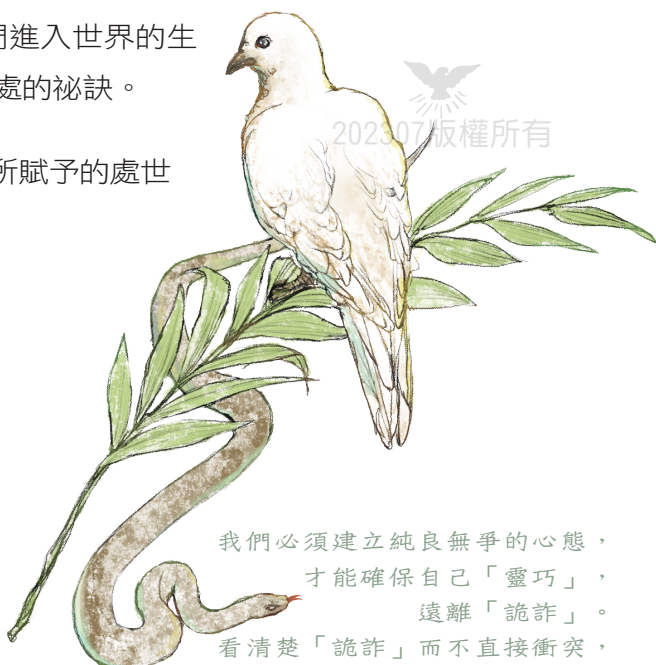 們進入世界的生
處的祕訣。
202307版權所有
所賦予的處世
我們必須建立純良無爭的心態，
才能確保自己「靈巧」，
遠離「詭詐」。
看清楚「詭詐」而不直接衝突，